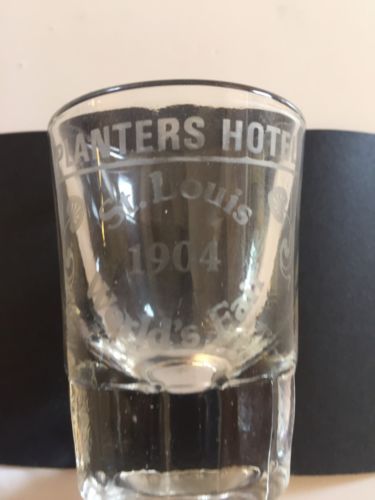 PLANTERS HOTEL
St. Louis
1904
World's Fair